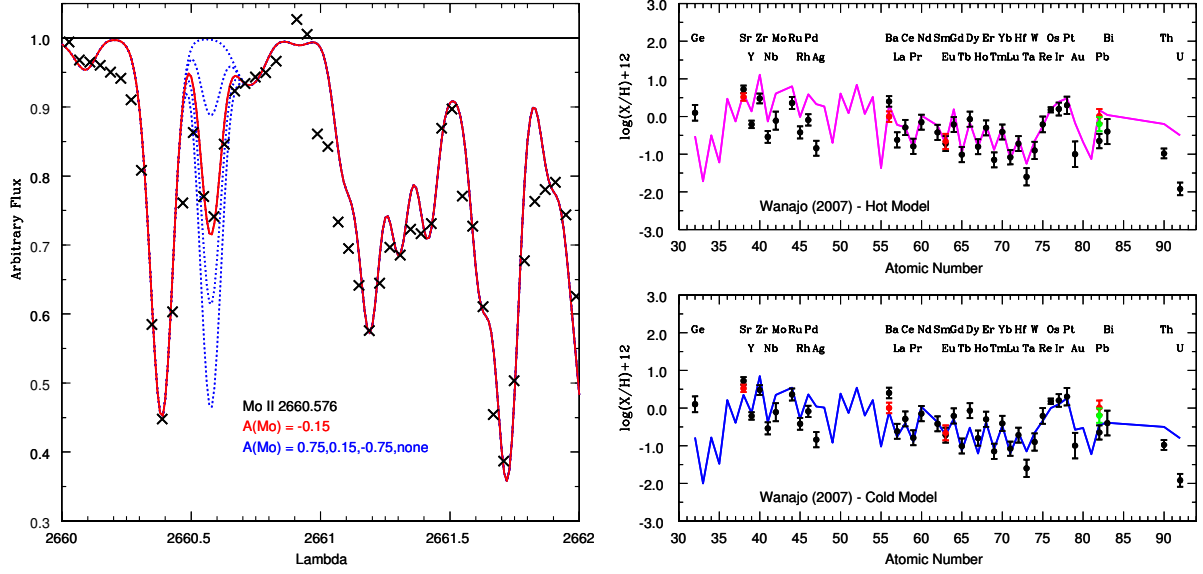 1.0
0.9
0.8
0.7
0.6
0.5
0.4
0.3
Arbitrary Flux
Mo II 2660.576
A(Mo) = -0.15
A(Mo) = 0.75,0.15,-0.75,none
2660 2660.5 2661 2661.5 2662
Lambda
3.0
2.0
1.0
0.0
-1.0
-2.0
-3.0
log(X/H)+12
Ge Sr Zr Mo Ru Pd Ba Ce Nd Sm Gd Dy Er Yb Hf W Os Pt Bi Th
Y Nb Rh Ag La Pr Eu Tb Ho Tm Lu Ta Re Ir Au Pb U
Wanajo (2007) - Hot Model
30 35 40 45 50 55 60 65 70 75 80 85 90
Atomic Number
3.0
2.0
1.0
0.0
-1.0
-2.0
-3.0
log(X/H)+12
Ge Sr Zr Mo Ru Pd Ba Ce Nd Sm Gd Dy Er Yb Hf W Os Pt Bi Th
Y Nb Rh Ag La Pr Eu Tb Ho Tm Lu Ta Re Ir Au Pb U
Wanajo (2007) - Cold Model
30 35 40 45 50 55 60 65 70 75 80 85 90
Atomic Number